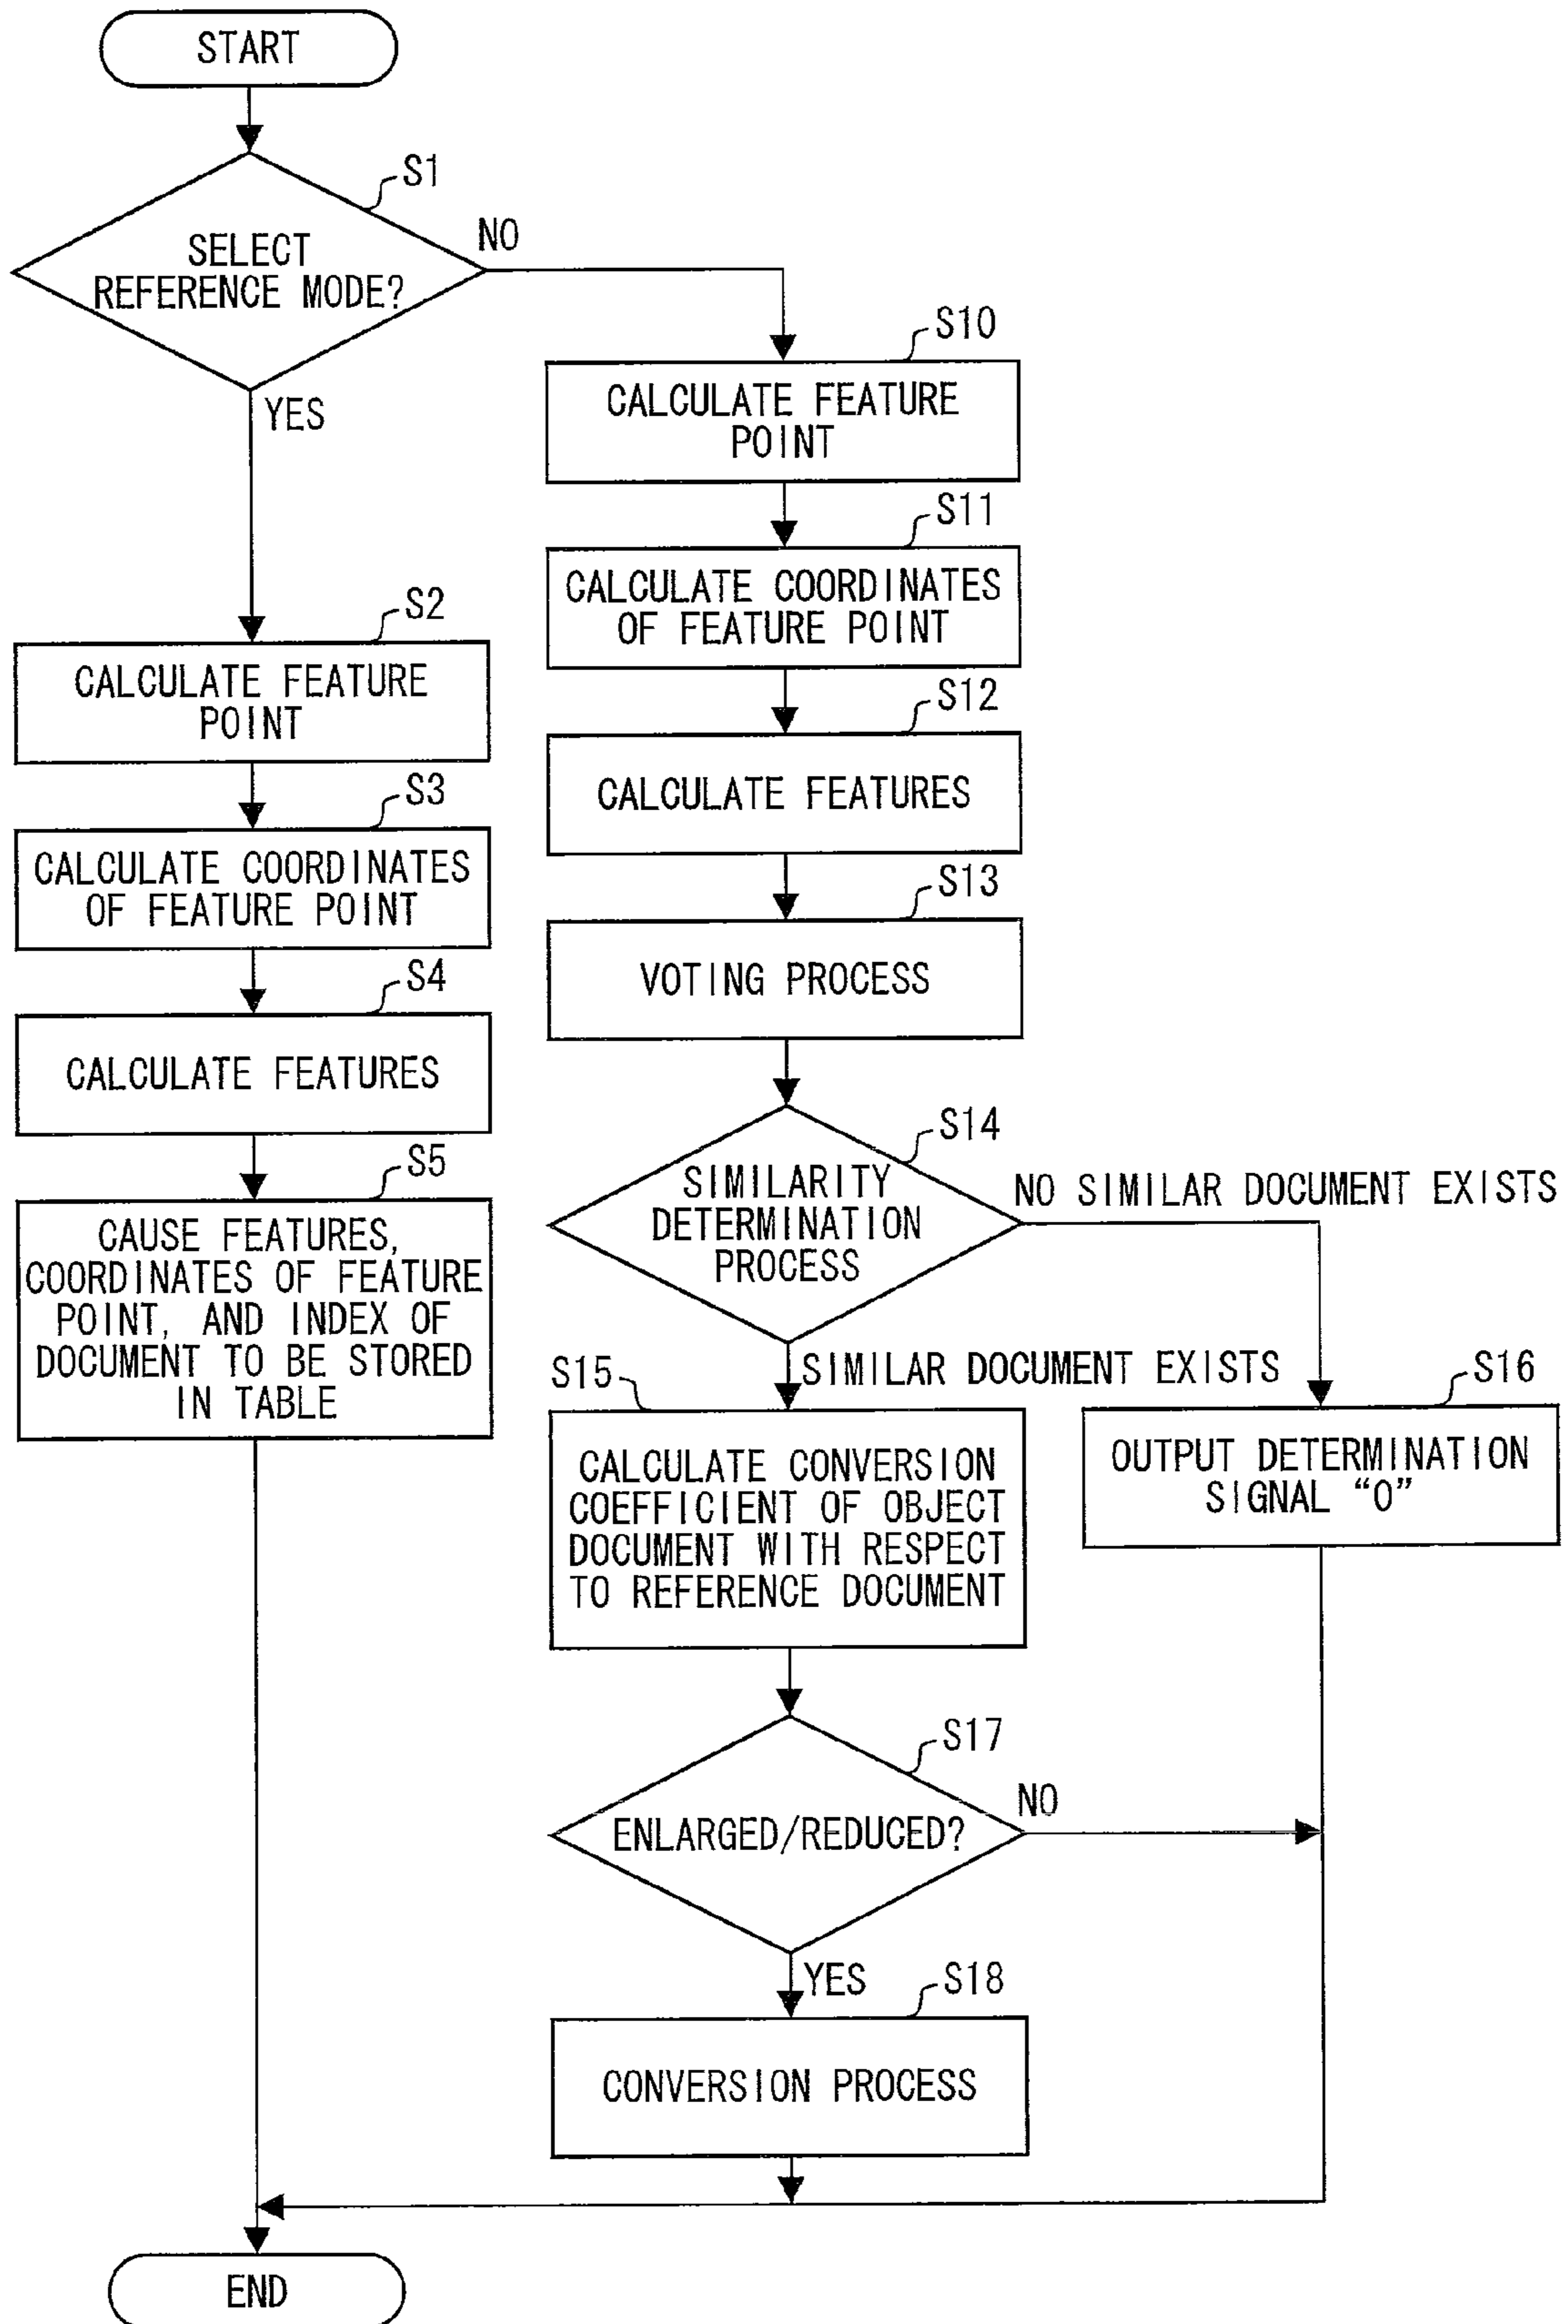 START
S1
SELECT
REFERENCE MODE?
NO
YES
S2
CALCULATE FEATURE
POINT
S3
CALCULATE COORDINATES
OF FEATURE POINT
S4
CALCULATE FEATURES
S5
CAUSE FEATURES,
COORDINATES OF FEATURE
POINT, AND INDEX OF
DOCUMENT TO BE STORED
IN TABLE
S10
CALCULATE FEATURE
POINT
S11
CALCULATE COORDINATES
OF FEATURE POINT
S12
CALCULATE FEATURES
S13
VOTING PROCESS
S14
SIMILARITY
DETERMINATION
PROCESS
NO SIMILAR DOCUMENT EXISTS
SIMILAR DOCUMENT EXISTS
S15
CALCULATE CONVERSION
COEFFICIENT OF OBJECT
DOCUMENT WITH RESPECT
TO REFERENCE DOCUMENT
S16
OUTPUT DETERMINATION
SIGNAL “0”
S17
ENLARGED/REDUCED?
NO
YES
S18
CONVERSION PROCESS
END